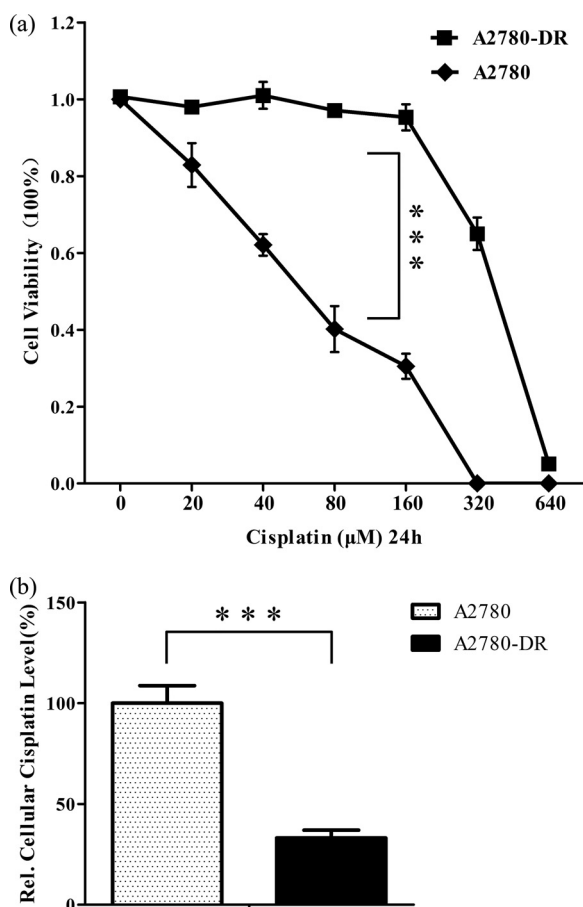 (a)
1.2
1.0
0.8
0.6
0.4
0.2
0.0
Cell Viability (100%)
A2780-DR
A2780
***
0 20 40 80 160 320 640
Cisplatin (μM) 24h
(b)
150
100
50
0
Rel. Cellular Cisplatin Level(%)
***
A2780
A2780-DR